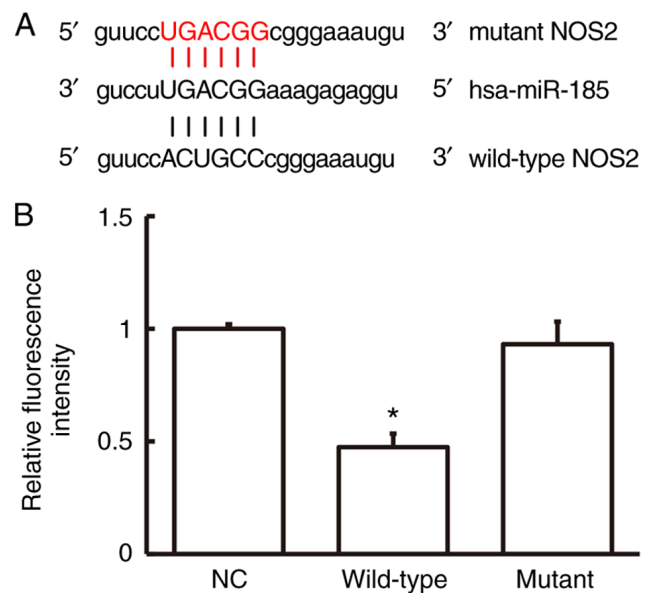 A 5′ guuccUGACGGcgggaaaugu 3′ mutant NOS2
3′ guccuUGACGGaaagagaggu 5′ hsa-miR-185
5′ guuccACUGCCcgggaaaugu 3′ wild-type NOS2
B
1.5
1
0.5
0
Relative fluorescence
intensity
*
NC Wild-type Mutant